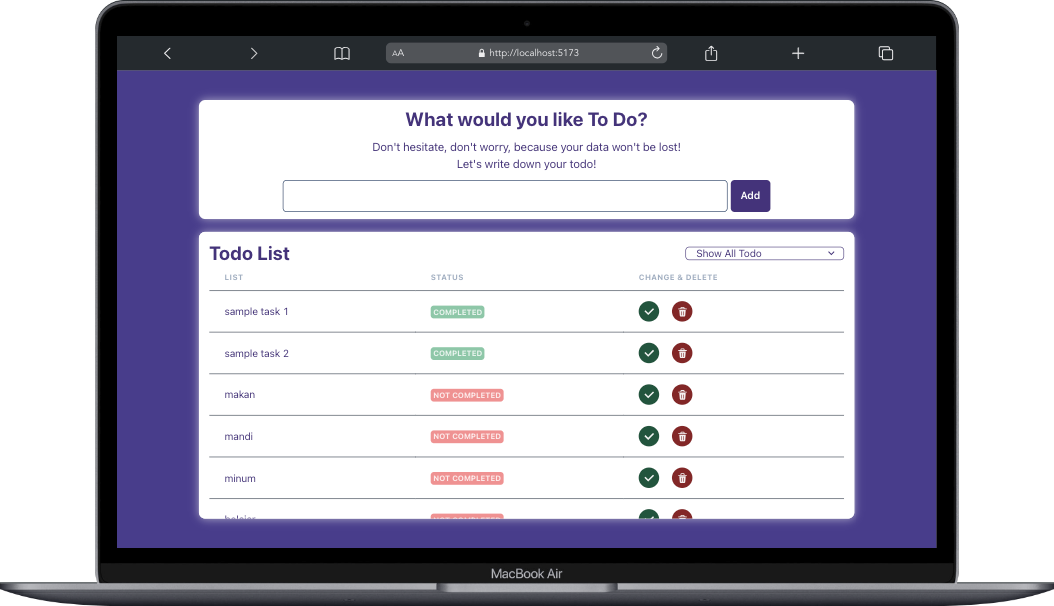 AA http://localhost:5173
What would you like To Do?
Don't hesitate, don't worry, because your data won't be lost!
Let's write down your todo!
Add
Todo List
Show All Todo
LIST STATUS CHANGE & DELETE
sample task 1 COMPLETED
sample task 2 COMPLETED
makan NOT COMPLETED
mandi NOT COMPLETED
minum NOT COMPLETED
MacBook Air